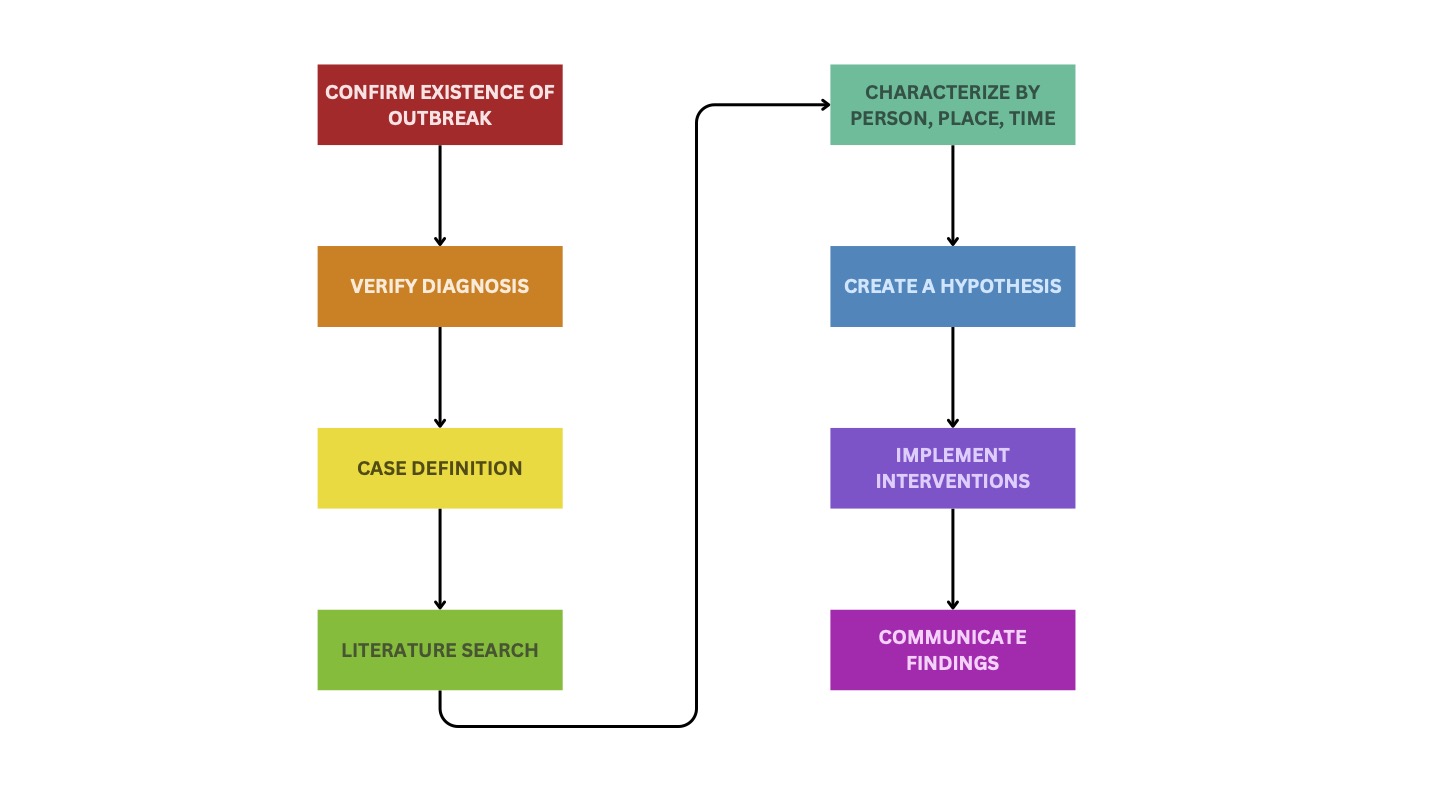 CONFIRM EXISTENCE OF
OUTBREAK
VERIFY DIAGNOSIS
CASE DEFINITION
LITERATURE SEARCH
CHARACTERIZE BY
PERSON, PLACE, TIME
CREATE A HYPOTHESIS
IMPLEMENT
INTERVENTIONS
COMMUNICATE
FINDINGS